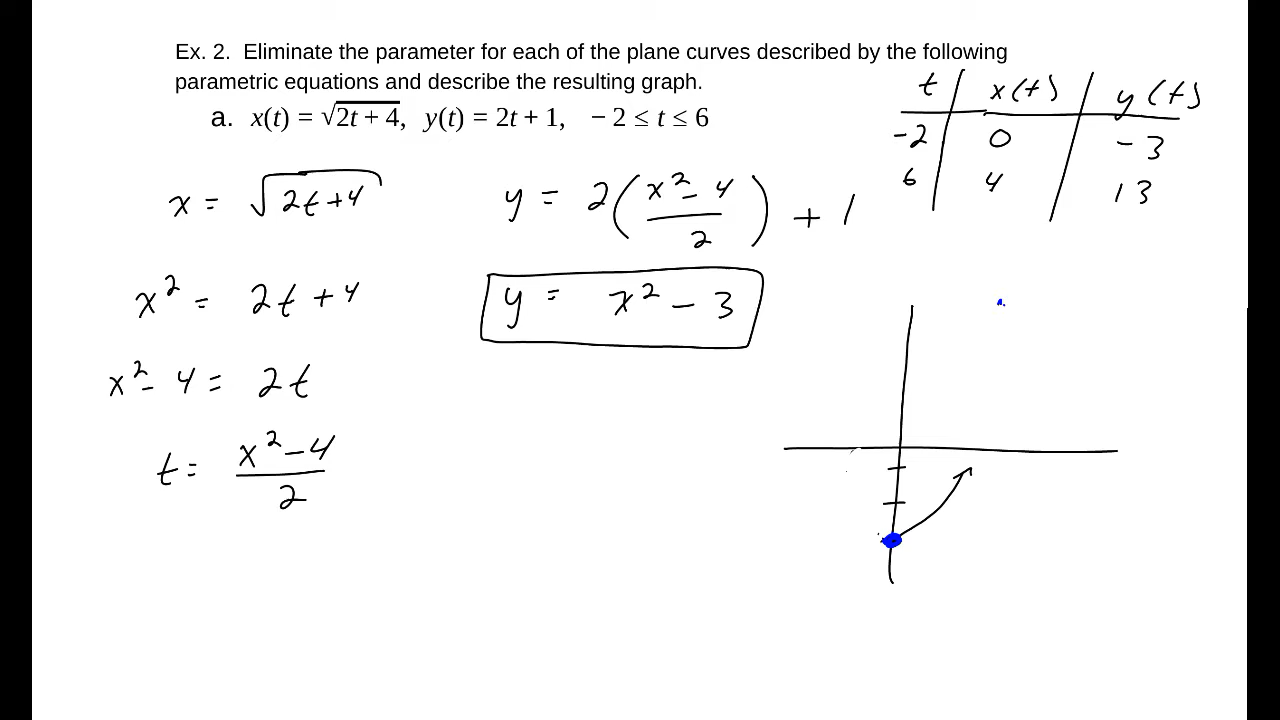 Ex. 2. Eliminate the parameter for each of the plane curves described by the following
parametric equations and describe the resulting graph.
a. x(t) = √2t + 4, y(t) = 2t + 1, − 2 ≤ t ≤ 6
t x(t) y(t)
-2 0 -3
6 4 13
x = √2t+4
x² = 2t + 4
x² - 4 = 2t
t = x² - 4 / 2
y = 2(x² - 4 / 2) + 1
y = x² - 3